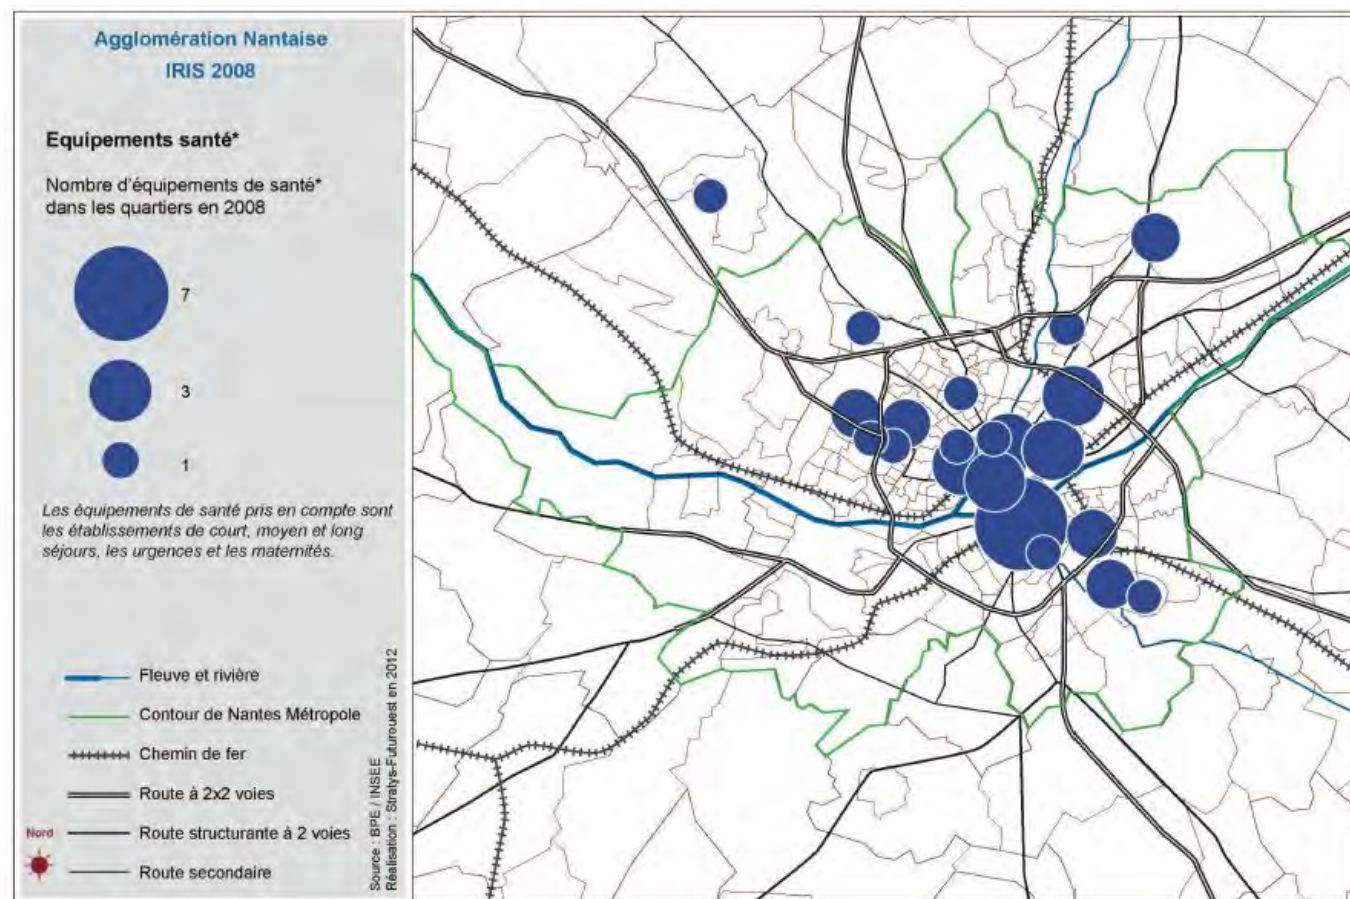 Agglomération Nantaise
IRIS 2008
Equipements santé*
Nombre d'équipements de santé*
dans les quartiers en 2008
7
3
1
Les équipements de santé pris en compte sont
les établissements de court, moyen et long
séjours, les urgences et les maternités.
Fleuve et rivière
Contour de Nantes Métropole
Chemin de fer
Route à 2x2 voies
Nord
Route structurante à 2 voies
Route secondaire
Source : BPE / INSEE
Réalisation : Stratys-Futurouest en 2012